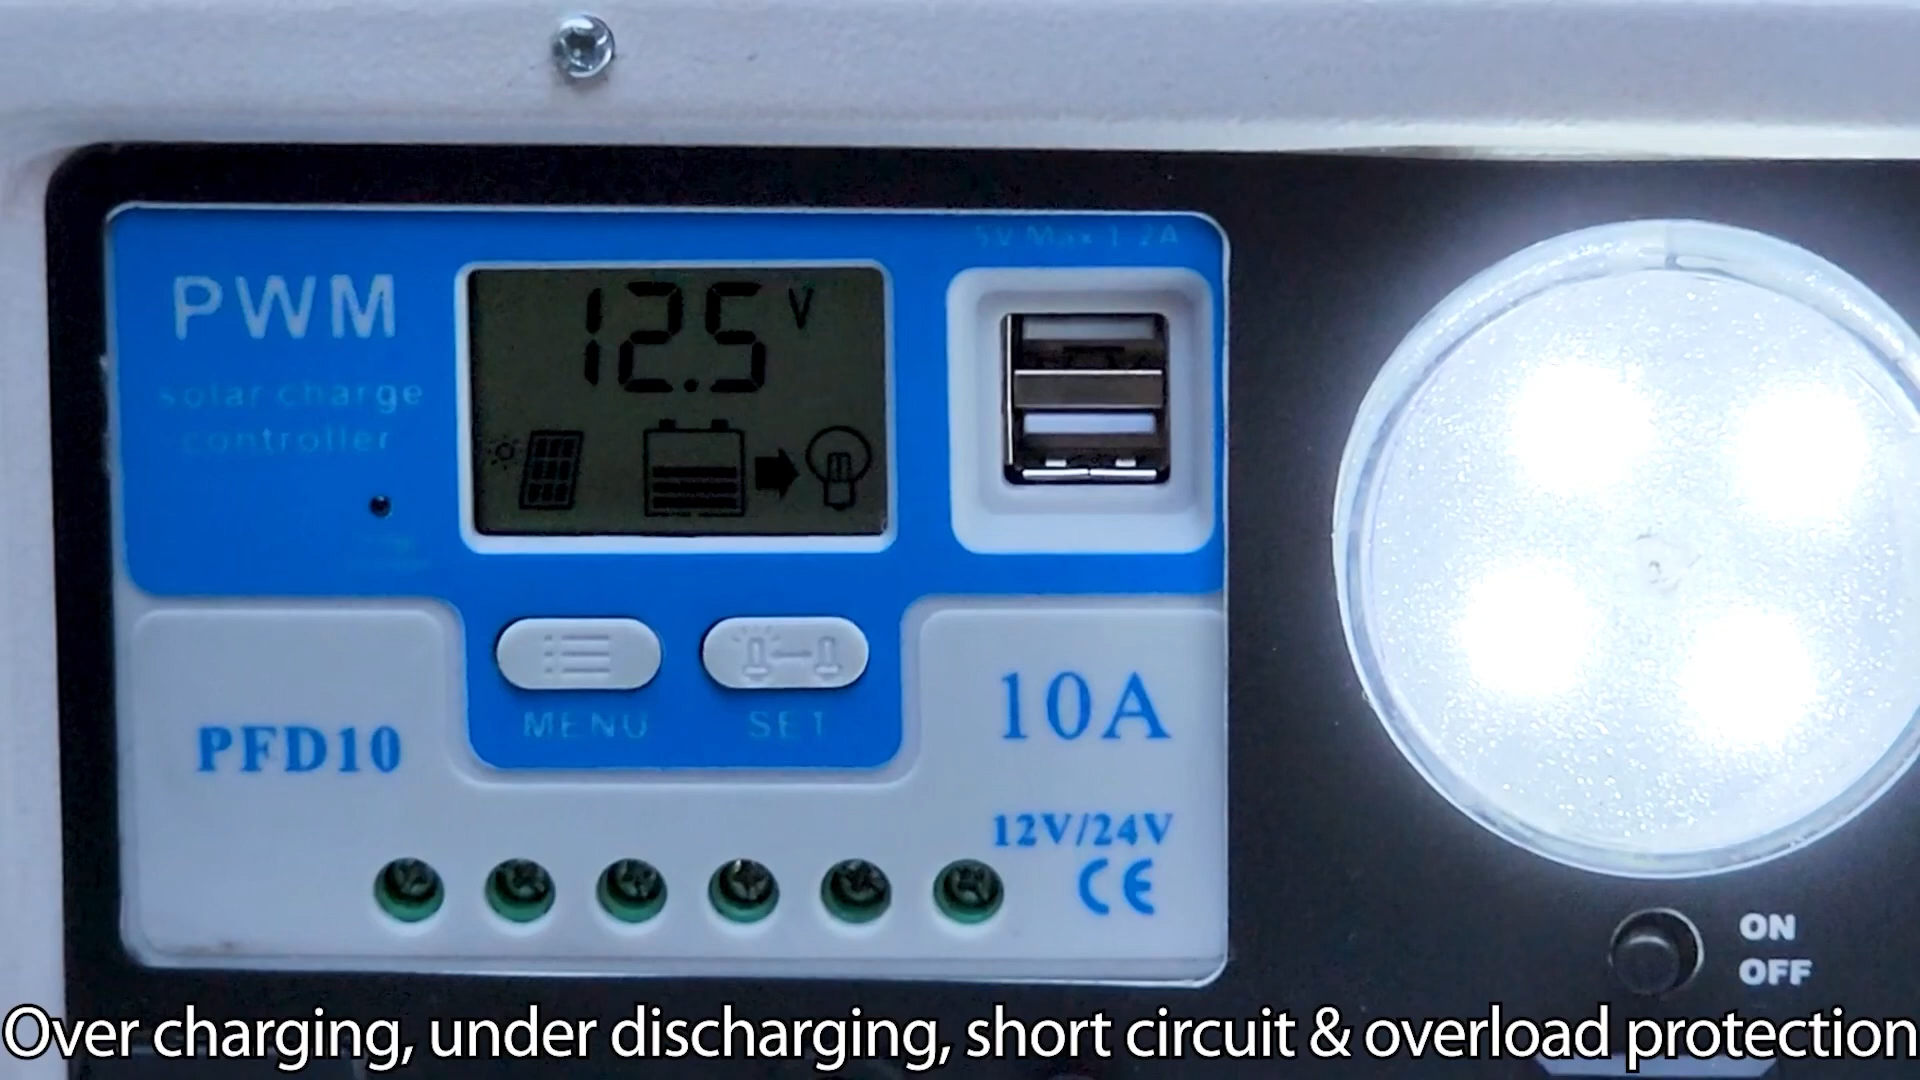 5V Max 1.2A
PWM
solar charge
controller
12.5 V
MENU
SET
PFD10
10A
12V/24V
CE
ON
OFF
Over charging, under discharging, short circuit & overload protection